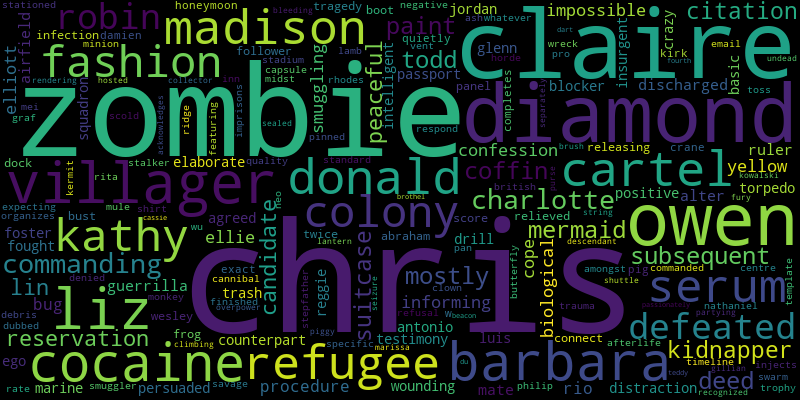 stationed honeymoon tragedy boot negative bleeding ash whatever crazy email citation
robin madison impossible jordan
infection damien follower glenn kirk wreck pro dart fourth undead
minion stadium quietly vent horde
elliott airfield fashion smuggling peaceful paint todd claire insurgent basic
rendering hosted collector inn lamb capsule midst rhodes intelligent passport panel completes blocker discharged toss
mei graf squadron zombie diamond
scold ridge featuring acknowledges imprisons sealed pinned respond separately
dock stalker elaborate quality standard confession brush releasing crane ruler
kermit rita villager donald coffin cartel yellow kowalski
expecting mule shirt brothel british purse positive alter torpedo
organizes bust cassie wu neo colony charlotte string fury
foster agreed twice lantern abraham score relieved owen
fought kathy ellie candidate suitcase drill mermaid descendant
commanding exact reggie pan cope subsequent
debris lin bug guerrilla denied cannibal trash stepfather mostly clown butterfly biological amongst pig commanded centre
dubbed liz monkey finished overpower seizure informing shuttle serum template
reservation wesley chris refusal beacon trauma nathaniel
frog counterpart piggy antonio luis connect partying defeated
ego climbing specific testimony afterlife timeline kidnapper
cocaine refugee marissa du barbara teddy gillian injects
rate marine smuggler persuaded savage procedure wounding mate philip rio distraction deed recognized swarm trophy